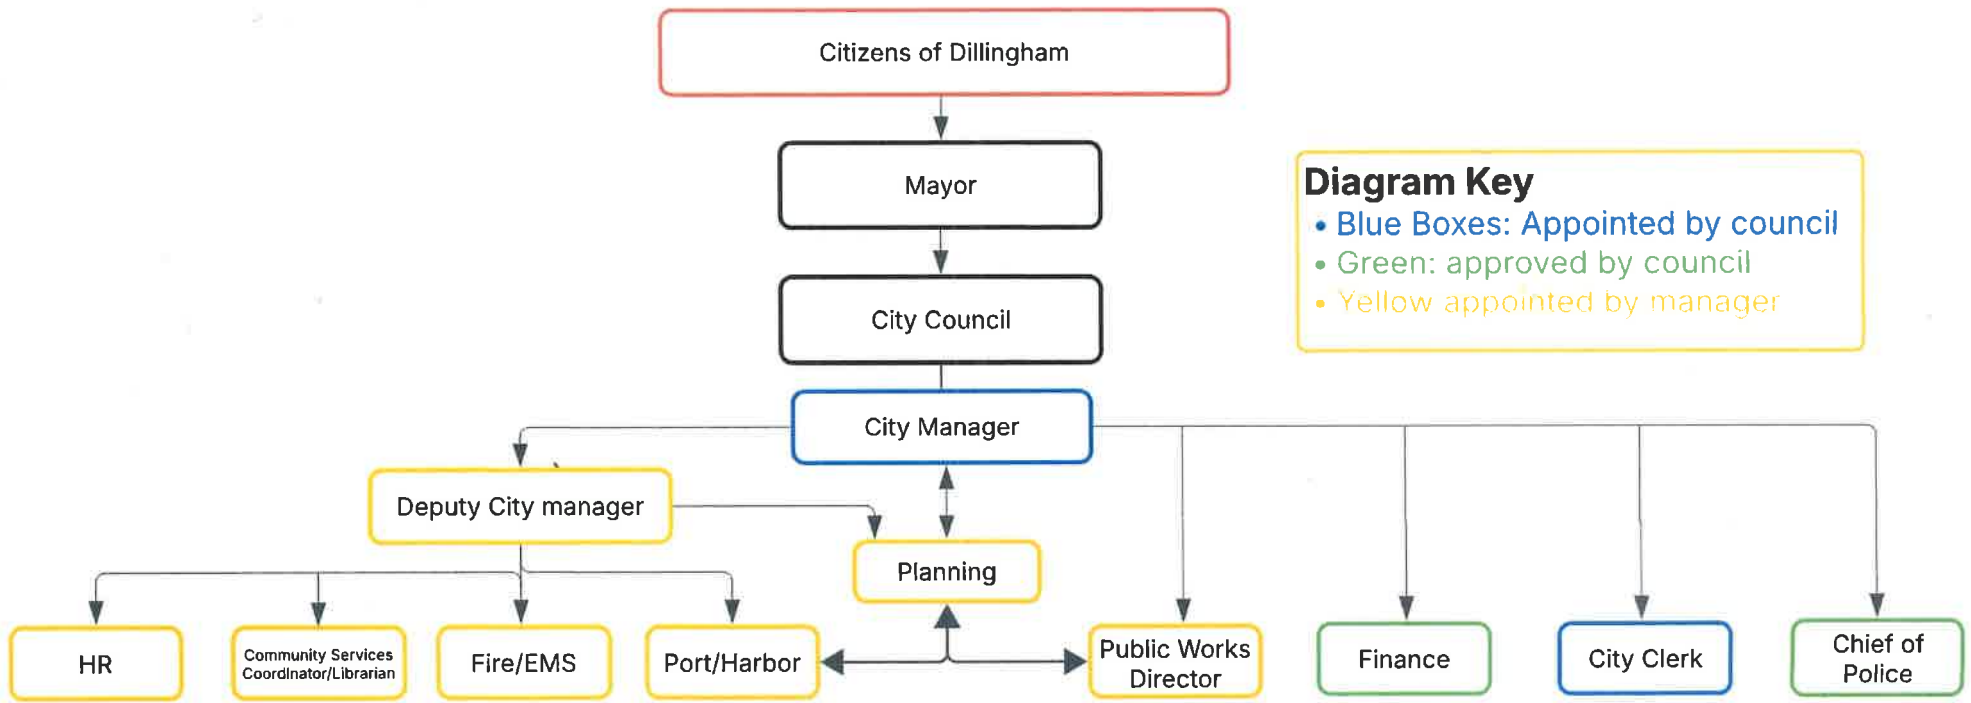 Citizens of Dillingham
Mayor
Diagram Key
• Blue Boxes: Appointed by council
• Green: approved by council
• Yellow appointed by manager
City Council
City Manager
Deputy City manager
Planning
HR
Community Services
Coordinator/Librarian
Fire/EMS
Port/Harbor
Public Works
Director
Finance
City Clerk
Chief of
Police